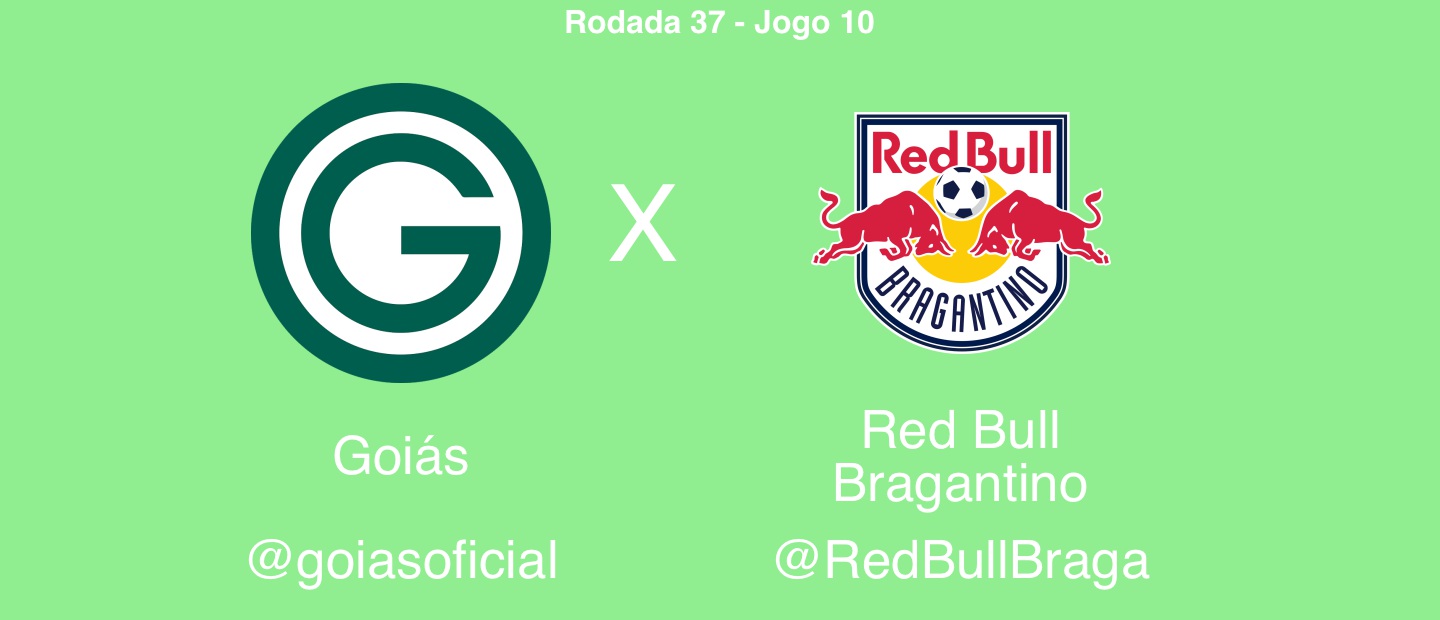 Rodada 37 - Jogo 10
G
X
Red Bull
BRAGANTINO
Goiás
Red Bull
Bragantino
@goiasoficial
@RedBullBraga